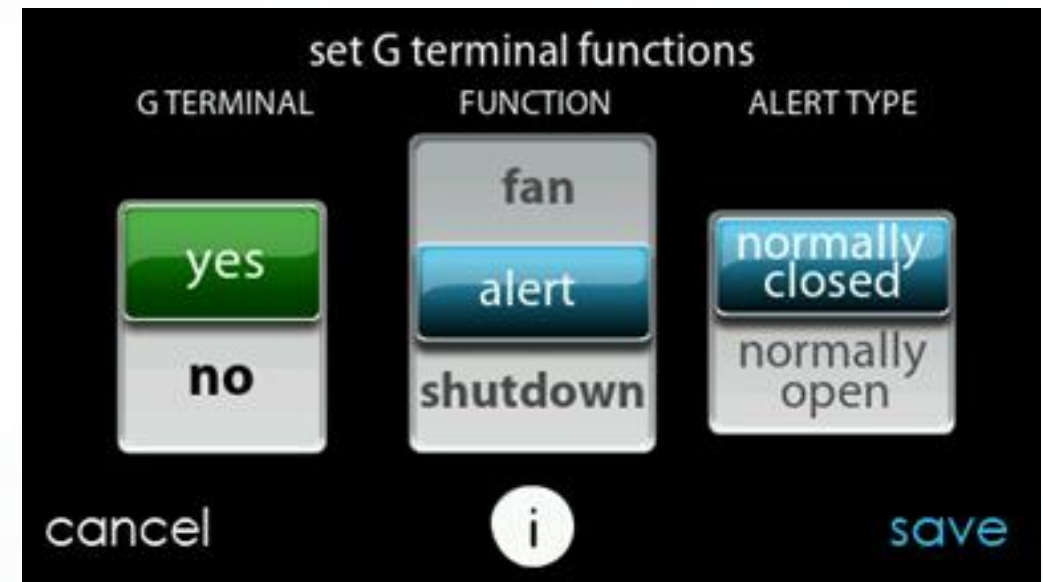 set G terminal functions
G TERMINAL
FUNCTION
ALERT TYPE
yes
no
fan
alert
shutdown
normally
closed
normally
open
cancel
i
save